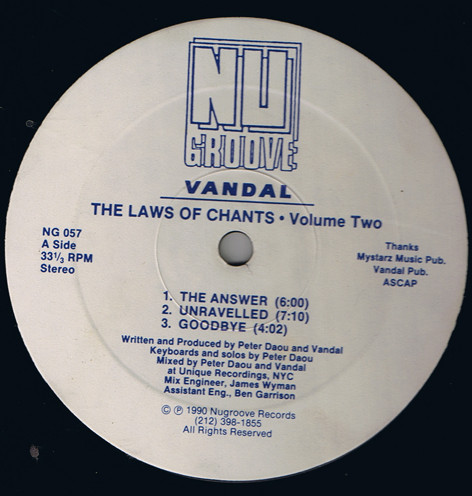 NU
GROOVE
VANDAL
THE LAWS OF CHANTS • Volume Two
NG 057
A Side
33⅓ RPM
Stereo
Thanks
Mystarz Music Pub.
Vandal Pub.
ASCAP
1. THE ANSWER (6:00)
2. UNRAVELLED (7:10)
3. GOODBYE (4:02)
Written and Produced by Peter Daou and Vandal
Keyboards and solos by Peter Daou
Mixed by Peter Daou and Vandal
at Unique Recordings, NYC
Mix Engineer, James Wyman
Assistant Eng., Ben Garrison
© ℗ 1990 Nugroove Records
(212) 398-1855
All Rights Reserved